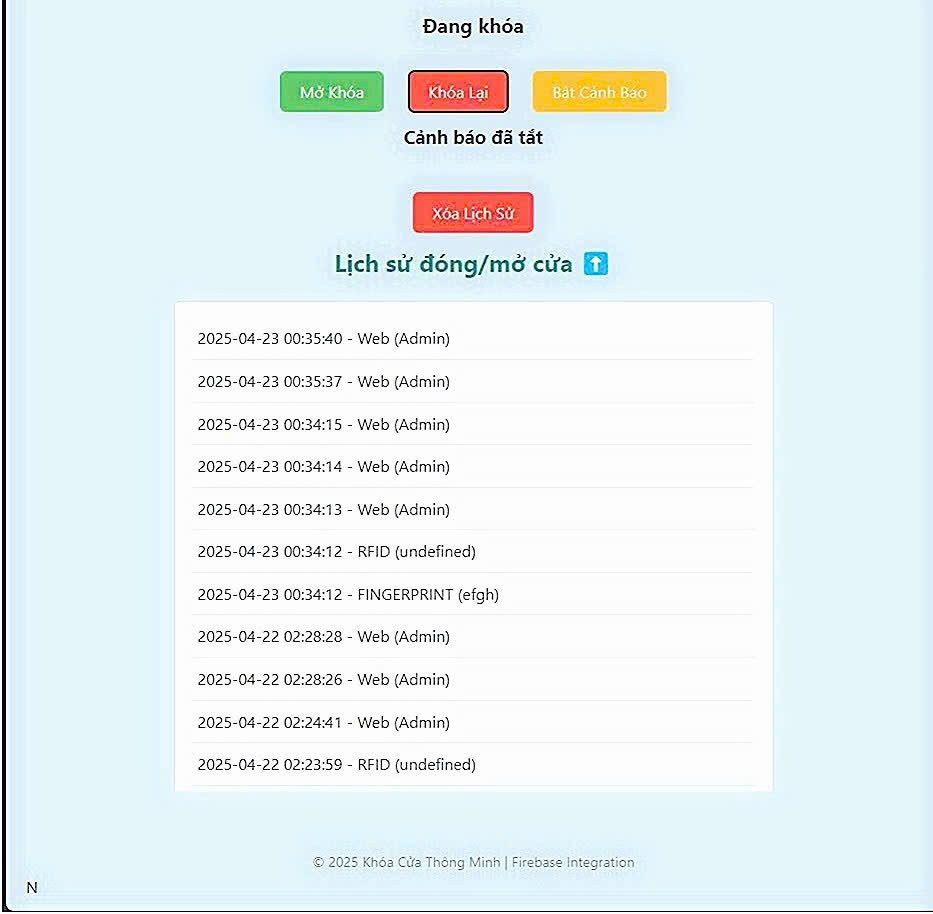 Đang khóa
Mở Khóa Khóa Lại Bật Cảnh Báo
Cảnh báo đã tắt
Xóa Lịch Sử
Lịch sử đóng/mở cửa ⬆
2025-04-23 00:35:40 - Web (Admin)
2025-04-23 00:35:37 - Web (Admin)
2025-04-23 00:34:15 - Web (Admin)
2025-04-23 00:34:14 - Web (Admin)
2025-04-23 00:34:13 - Web (Admin)
2025-04-23 00:34:12 - RFID (undefined)
2025-04-23 00:34:12 - FINGERPRINT (efgh)
2025-04-22 02:28:28 - Web (Admin)
2025-04-22 02:28:26 - Web (Admin)
2025-04-22 02:24:41 - Web (Admin)
2025-04-22 02:23:59 - RFID (undefined)
© 2025 Khóa Cửa Thông Minh | Firebase Integration
N